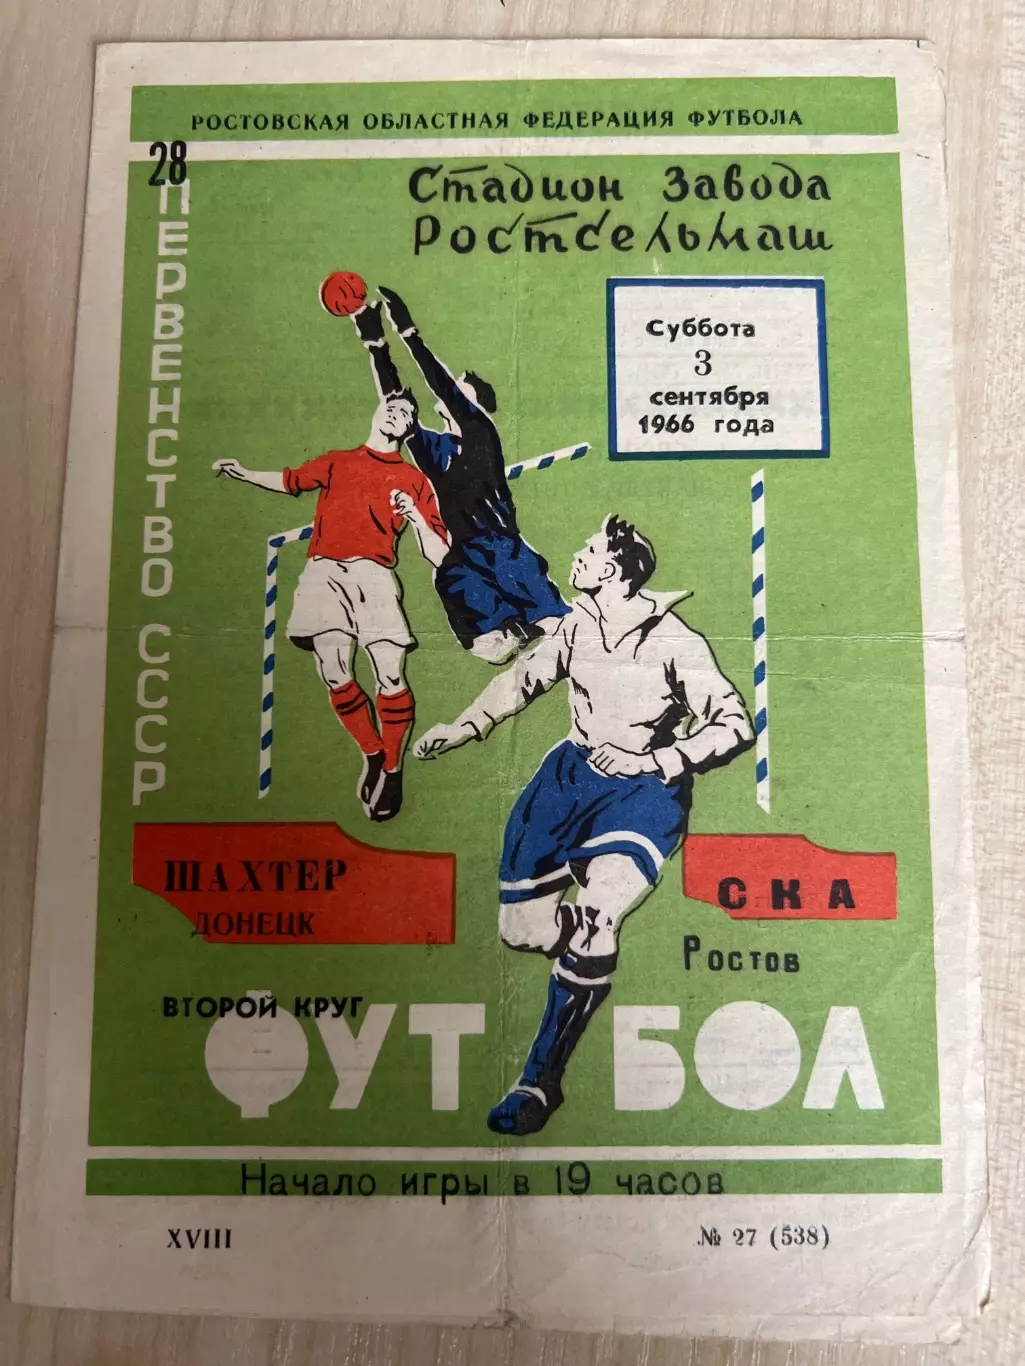 РОСТОВСКАЯ ОБЛАСТНАЯ ФЕДЕРАЦИЯ ФУТБОЛА
28
ПЕРВЕНСТВО СССР
Стадион Завода
Ростсельмаш
Суббота
3
сентября
1966 года
ШАХТЕР
ДОНЕЦК
СКА
Ростов
ВТОРОЙ КРУГ
ФУТБОЛ
Начало игры в 19 часов
XVIII
№ 27 (538)